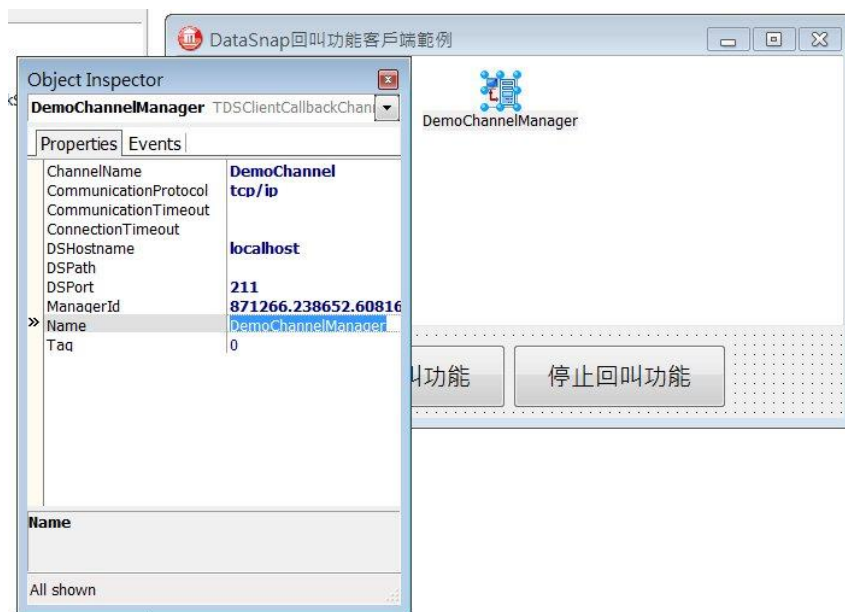 DataSnap回叫功能客戶端範例
Object Inspector
DemoChannelManager TDSClientCallbackChan
Properties Events
ChannelName DemoChannel
CommunicationProtocol tcp/ip
CommunicationTimeout
ConnectionTimeout
DSHostname localhost
DSPath
DSPort 211
ManagerId 871266.238652.60816
Name DemoChannelManager
Tag 0
Name
All shown
DemoChannelManager
叫功能
停止回叫功能